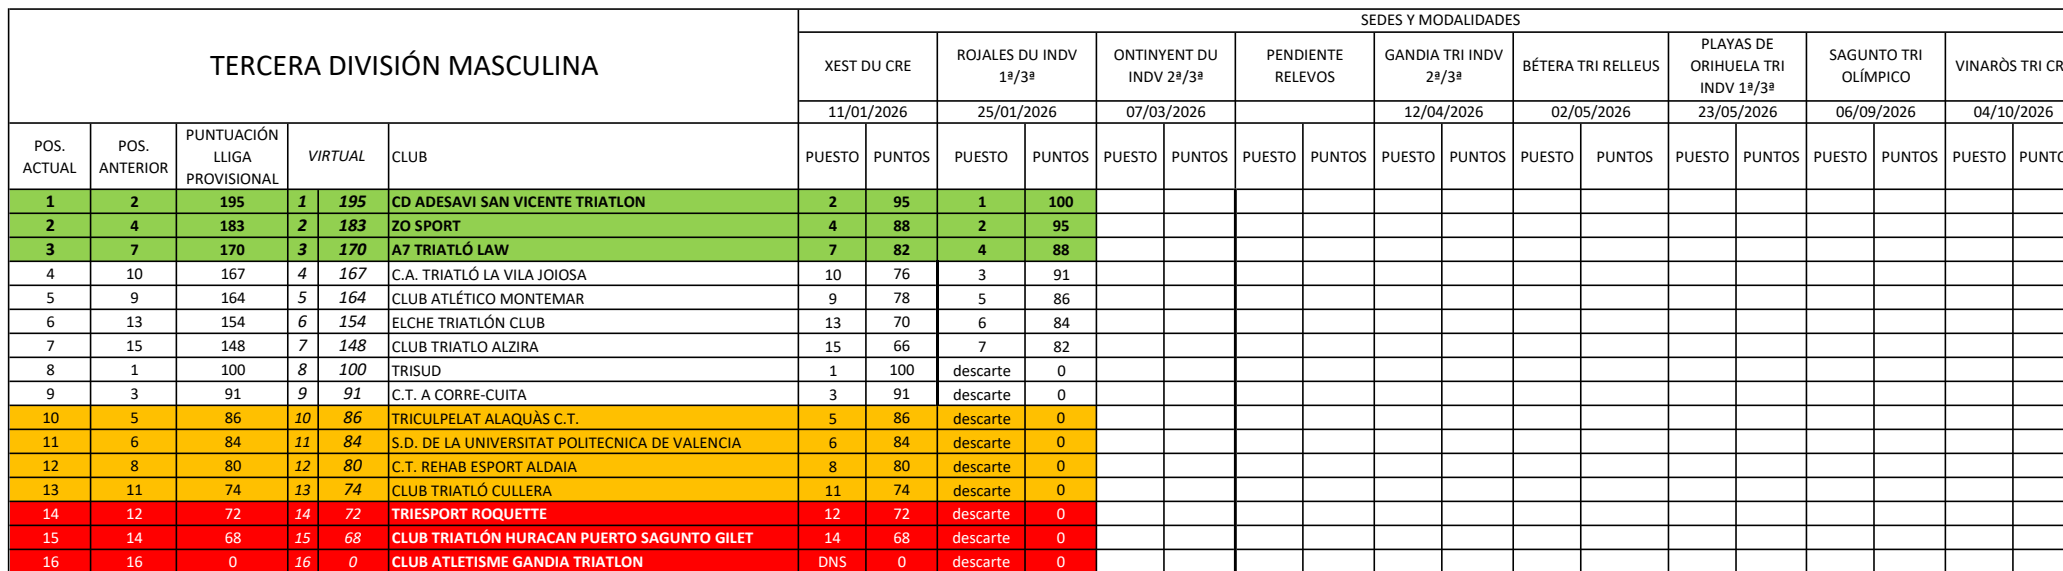 SEDES Y MODALIDADES
TERCERA DIVISIÓN MASCULINA
XEST DU CRE
ROJALES DU INDV 1ª/3ª
ONTINYENT DU INDV 2ª/3ª
PENDIENTE RELEVOS
GANDIA TRI INDV 2ª/3ª
BÉTERA TRI RELLEUS
PLAYAS DE ORIHUELA TRI INDV 1ª/3ª
SAGUNTO TRI OLÍMPICO
VINARÒS TRI CR
11/01/2026 25/01/2026 07/03/2026 12/04/2026 02/05/2026 23/05/2026 06/09/2026 04/10/2026
POS. ACTUAL POS. ANTERIOR PUNTUACIÓN LLIGA PROVISIONAL VIRTUAL CLUB PUESTO PUNTOS PUESTO PUNTOS PUESTO PUNTOS PUESTO PUNTOS PUESTO PUNTOS PUESTO PUNTOS PUESTO PUNTOS PUESTO PUNTOS PUESTO PUNTO
1 2 195 1 195 CD ADESAVI SAN VICENTE TRIATLON 2 95 1 100
2 4 183 2 183 ZO SPORT 4 88 2 95
3 7 170 3 170 A7 TRIATLÓ LAW 7 82 4 88
4 10 167 4 167 C.A. TRIATLÓ LA VILA JOIOSA 10 76 3 91
5 9 164 5 164 CLUB ATLÉTICO MONTEMAR 9 78 5 86
6 13 154 6 154 ELCHE TRIATLÓN CLUB 13 70 6 84
7 15 148 7 148 CLUB TRIATLO ALZIRA 15 66 7 82
8 1 100 8 100 TRISUD 1 100 descarte 0
9 3 91 9 91 C.T. A CORRE-CUITA 3 91 descarte 0
10 5 86 10 86 TRICULPELAT ALAQUÀS C.T. 5 86 descarte 0
11 6 84 11 84 S.D. DE LA UNIVERSITAT POLITECNICA DE VALENCIA 6 84 descarte 0
12 8 80 12 80 C.T. REHAB ESPORT ALDAIA 8 80 descarte 0
13 11 74 13 74 CLUB TRIATLÓ CULLERA 11 74 descarte 0
14 12 72 14 72 TRIESPORT ROQUETTE 12 72 descarte 0
15 14 68 15 68 CLUB TRIATLÓN HURACAN PUERTO SAGUNTO GILET 14 68 descarte 0
16 16 0 16 0 CLUB ATLETISME GANDIA TRIATLON DNS 0 descarte 0